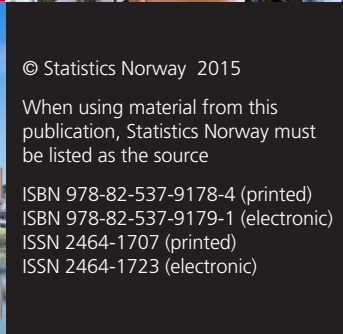 © Statistics Norway 2015
When using material from this
publication, Statistics Norway must
be listed as the source
ISBN 978-82-537-9178-4 (printed)
ISBN 978-82-537-9179-1 (electronic)
ISSN 2464-1707 (printed)
ISSN 2464-1723 (electronic)